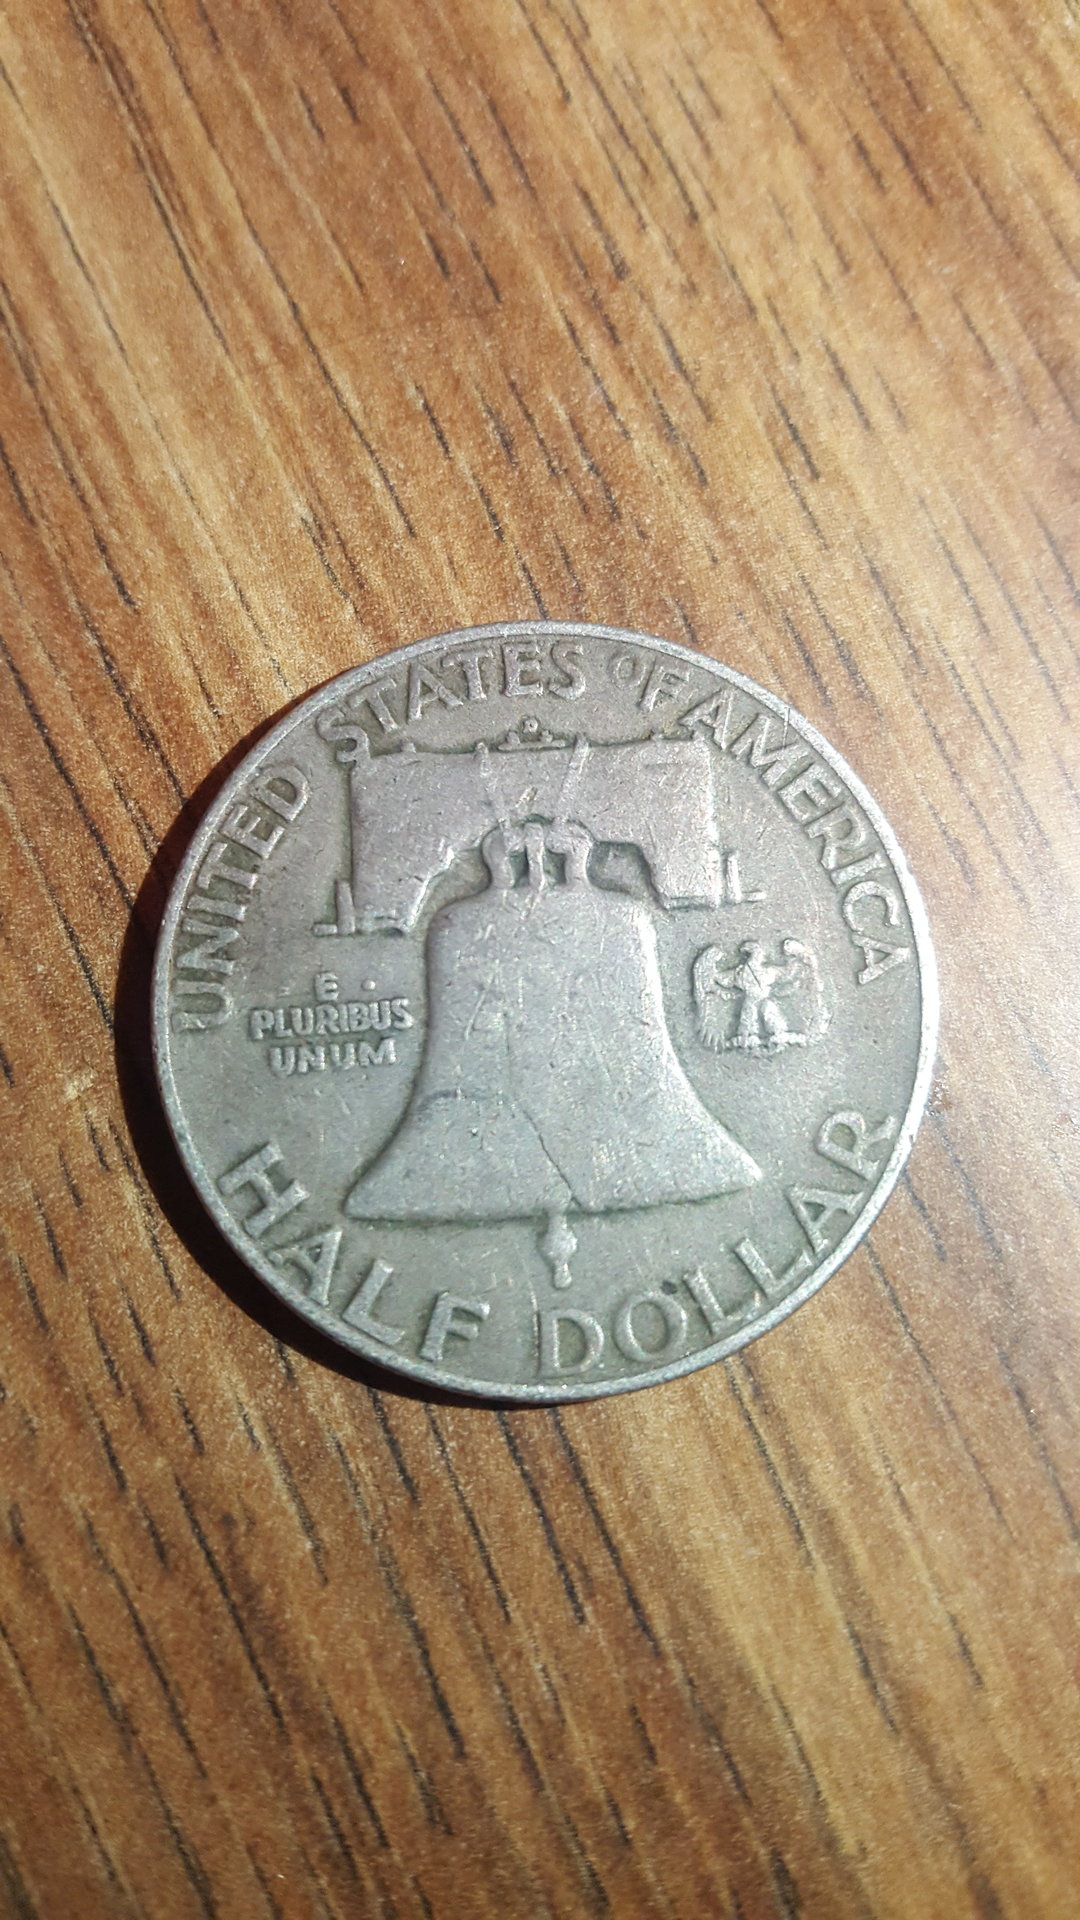 UNITED STATES OF AMERICA
E
PLURIBUS
UNUM
HALF DOLLAR